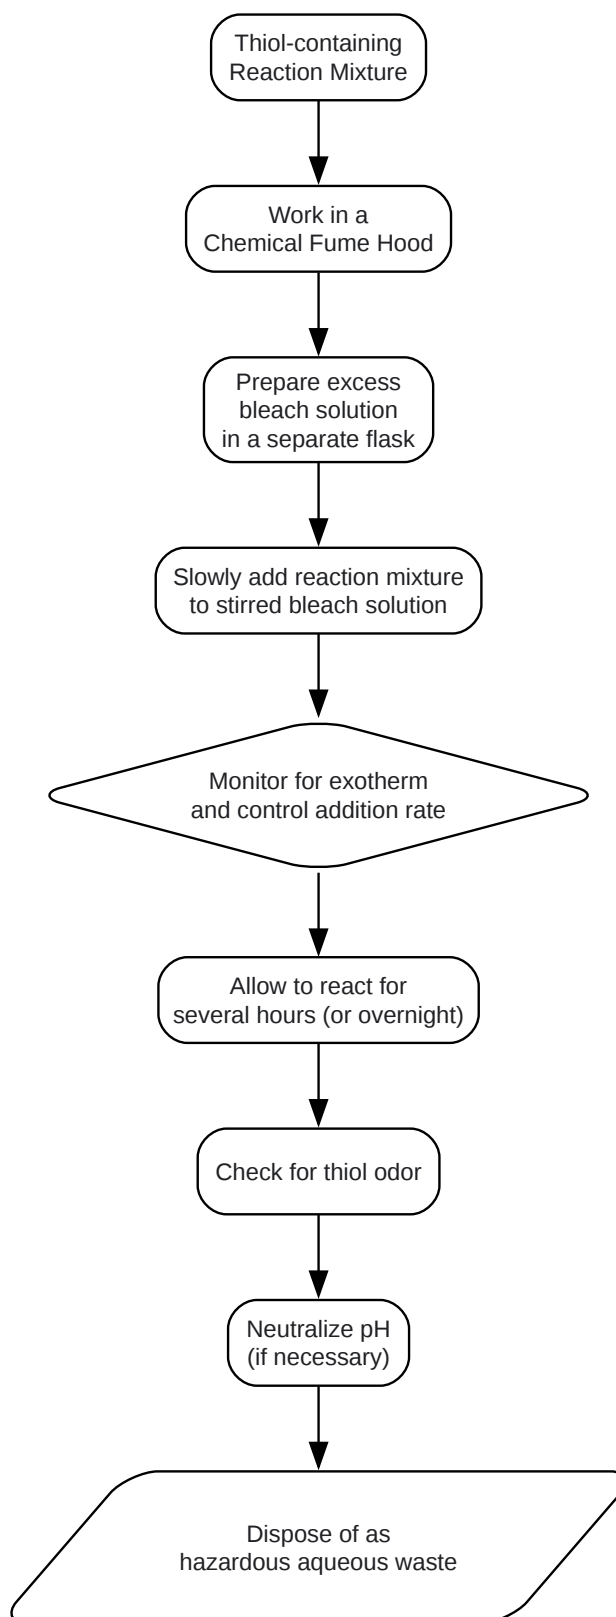 Thiol-containing
Reaction Mixture
Work in a
Chemical Fume Hood
Prepare excess
bleach solution
in a separate flask
Slowly add reaction mixture
to stirred bleach solution
Monitor for exotherm
and control addition rate
Allow to react for
several hours (or overnight)
Check for thiol odor
Neutralize pH
(if necessary)
Dispose of as
hazardous aqueous waste